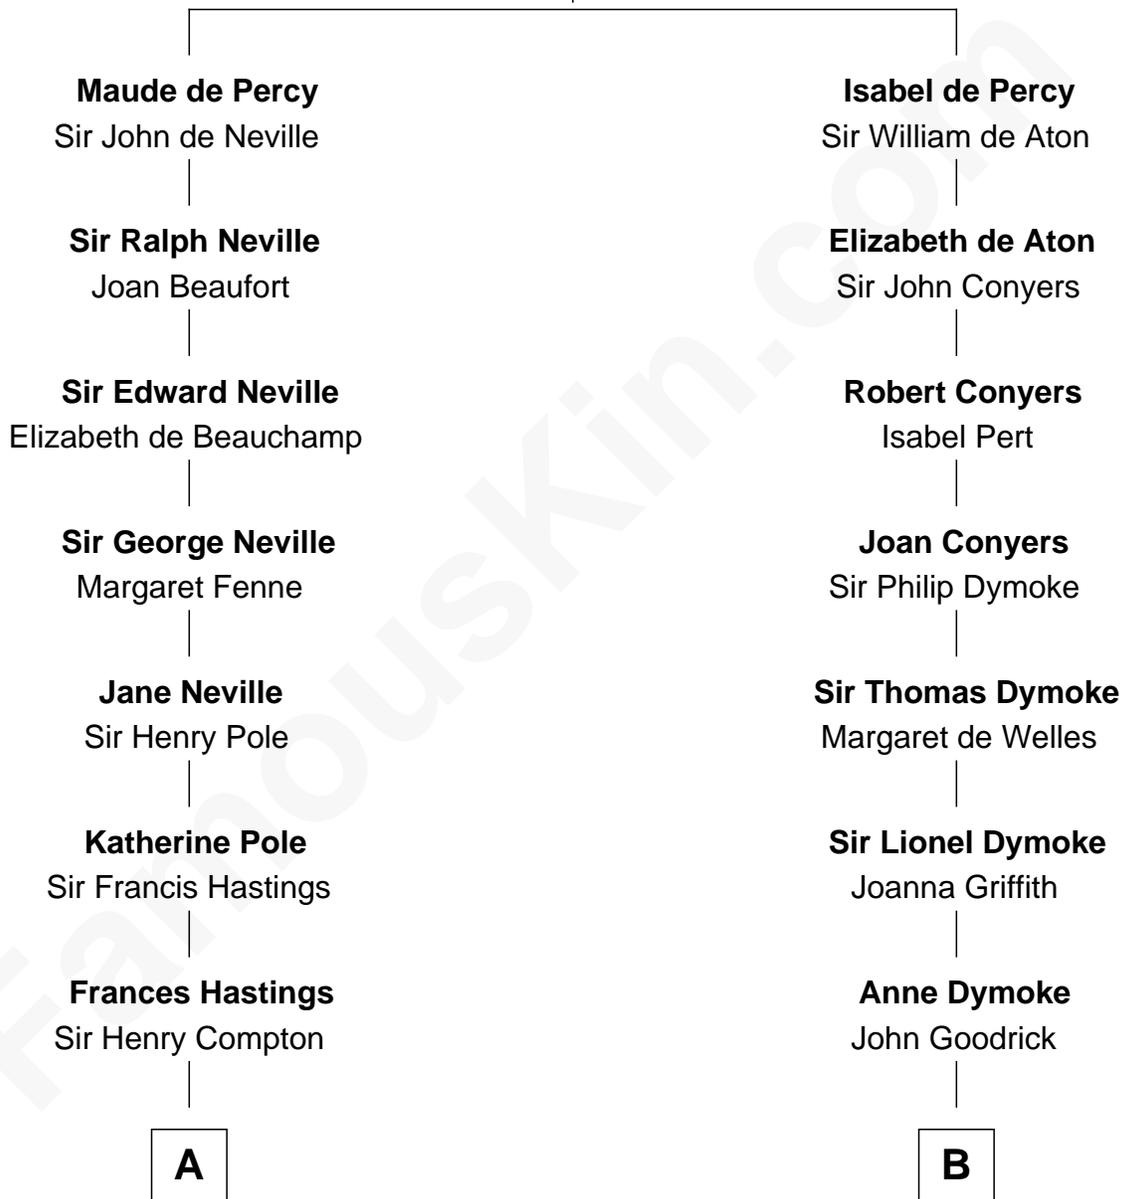 Maude de Percy
Sir John de Neville
Sir Ralph Neville
Joan Beaufort
Sir Edward Neville
Elizabeth de Beauchamp
Sir George Neville
Margaret Fenne
Jane Neville
Sir Henry Pole
Katherine Pole
Sir Francis Hastings
Frances Hastings
Sir Henry Compton
A
Isabel de Percy
Sir William de Aton
Elizabeth de Aton
Sir John Conyers
Robert Conyers
Isabel Pert
Joan Conyers
Sir Philip Dymoke
Sir Thomas Dymoke
Margaret de Welles
Sir Lionel Dymoke
Joanna Griffith
Anne Dymoke
John Goodrick
B
FamousKin.com